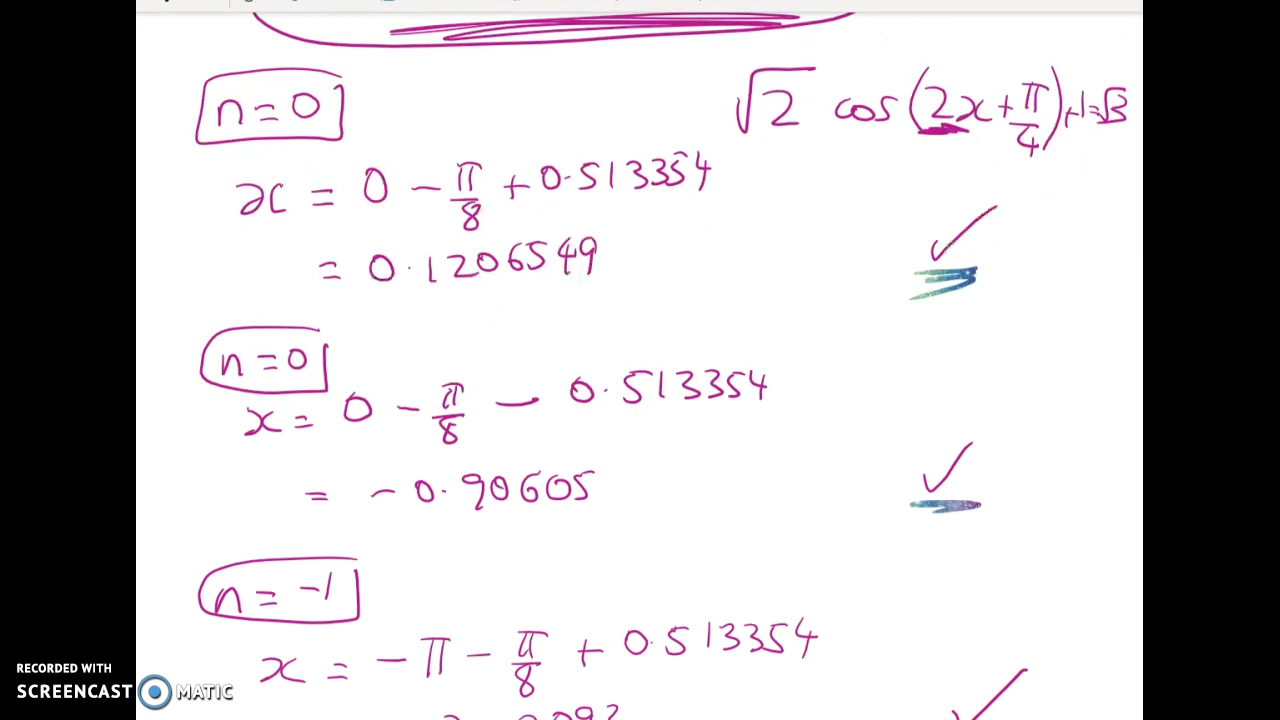 n = 0
√2 cos(2x + π/4) + 1 = √3
x = 0 - π/8 + 0.513354
= 0.1206549
n = 0
x = 0 - π/8 - 0.513354
= -0.90605
n = -1
x = -π - π/8 + 0.513354
RECORDED WITH
SCREENCAST MATIC